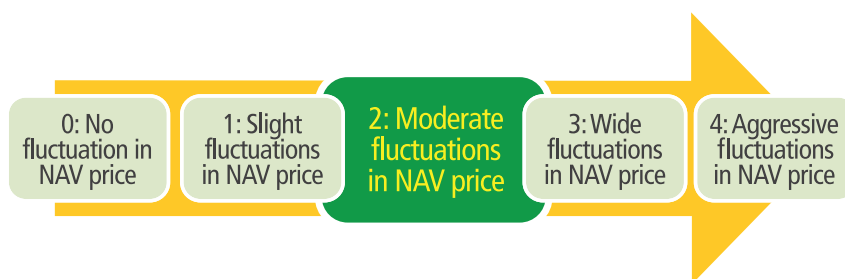 0: No
fluctuation in
NAV price
1: Slight
fluctuations
in NAV price
2: Moderate
fluctuations
in NAV price
3: Wide
fluctuations
in NAV price
4: Aggressive
fluctuations
in NAV price